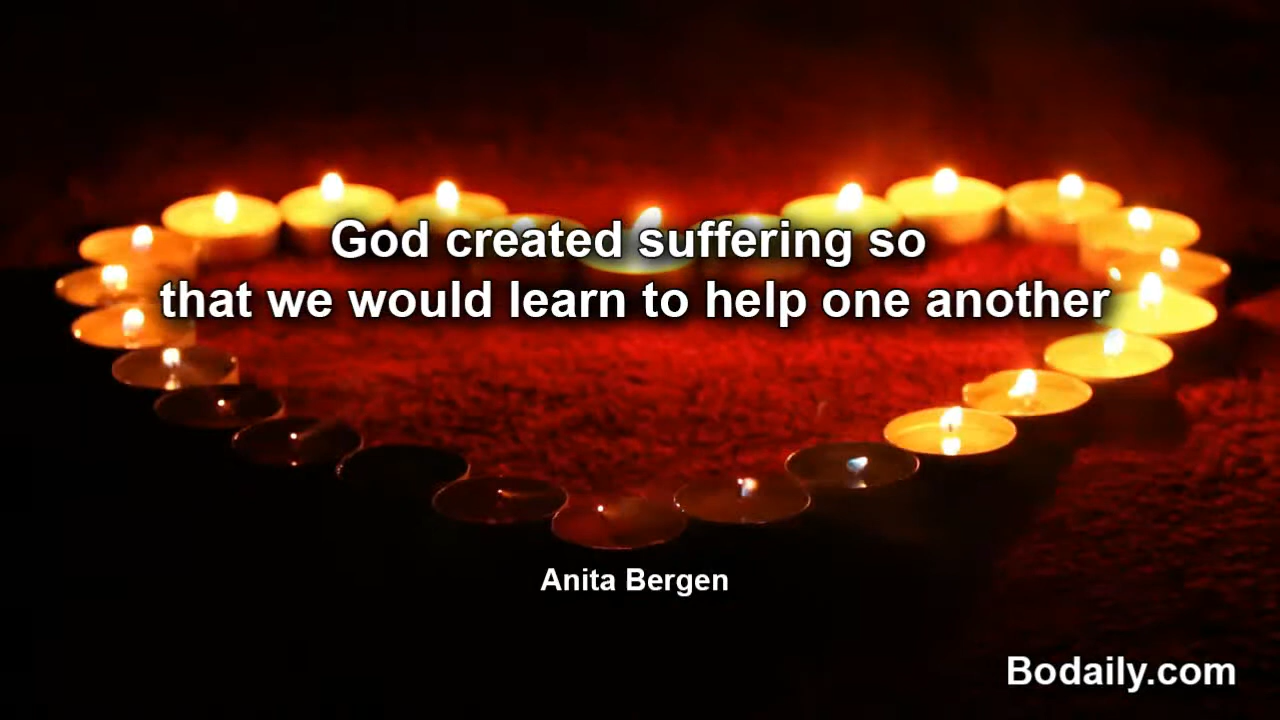 God created suffering so
that we would learn to help one another
Anita Bergen
Bodaily.com